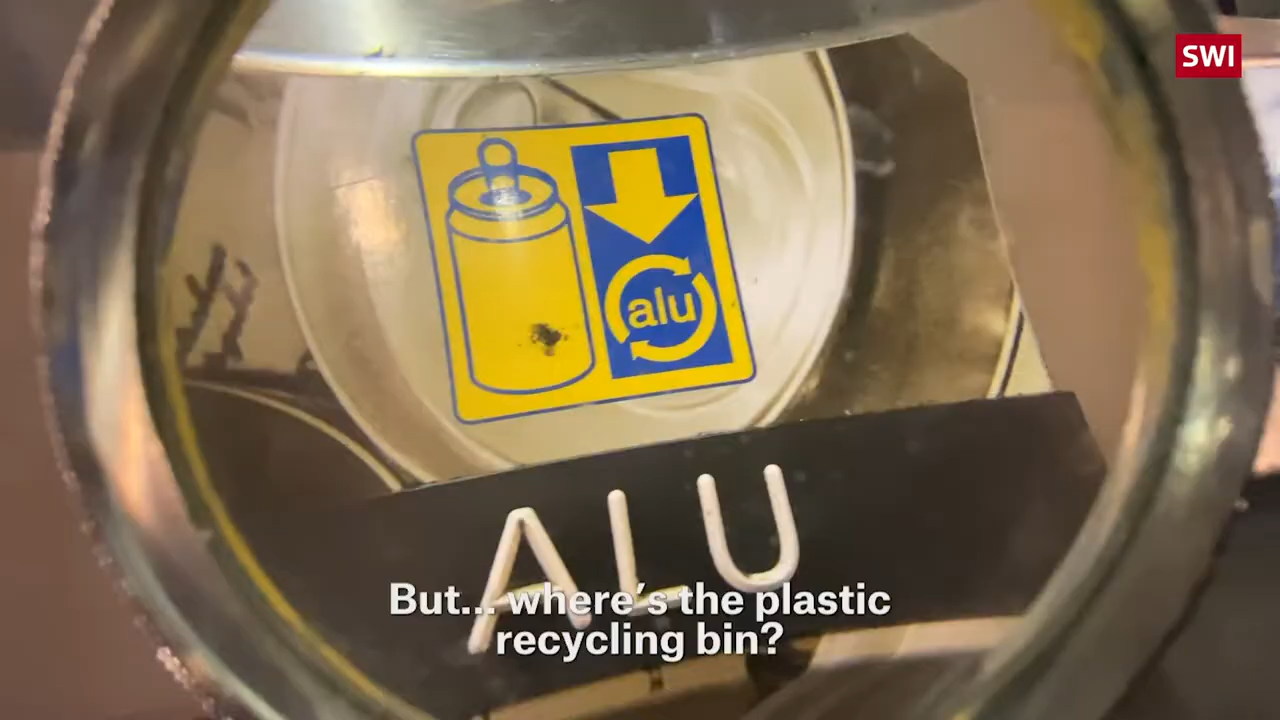 SWI
alu
ALU
But... where's the plastic
recycling bin?